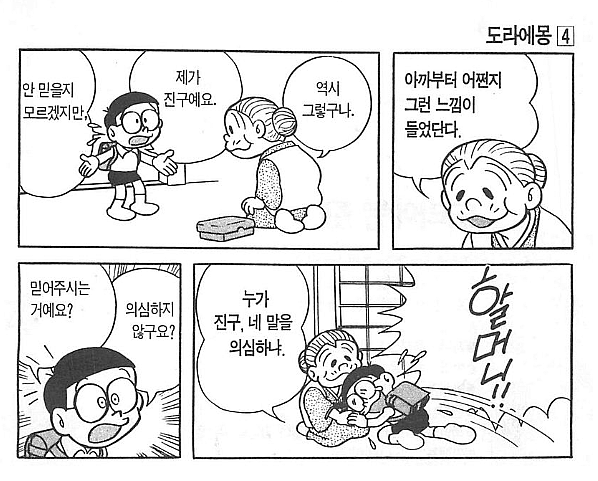 도라에몽 4
안 믿을지
모르겠지만,
제가
진구예요.
역시
그렇구나.
아까부터 어쩐지
그런 느낌이
들었단다.
믿어주시는
거예요?
의심하지
않구요?
누가
진구, 네 말을
의심하냐.
할머니!!